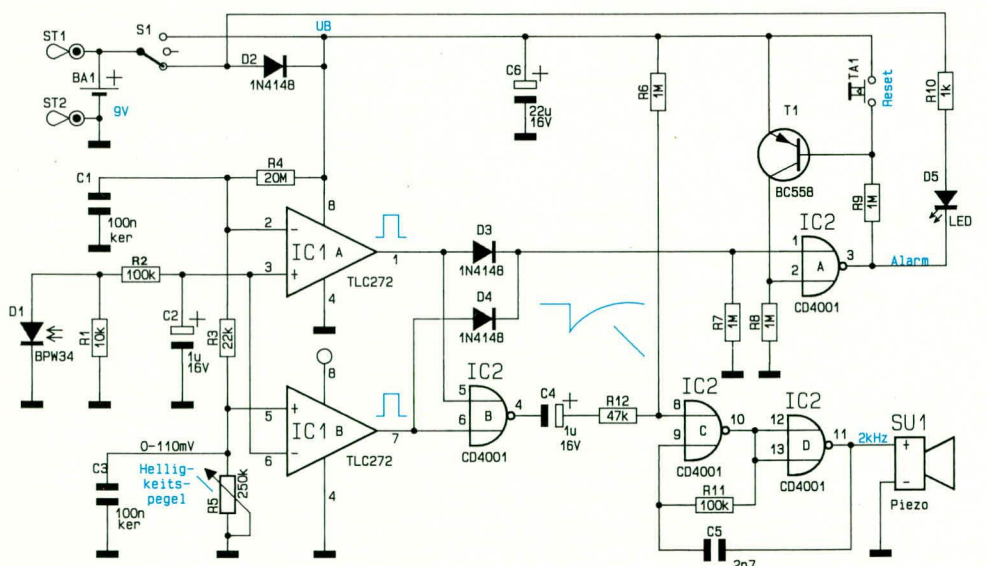 ST1
S1
UB
D2
1N4148
BA1
+
ST2
9V
C6
+
22u
16V
R6
1M
T1
BC558
TA1
Reset
R10
1k
D5
LED
R9
1M
C1
100n
ker
R4
20M
8
2
-
3
+
IC1
A
1
TLC272
4
D3
1N4148
D4
1N4148
IC2
1
2
A
3
Alarm
CD4001
R7
1M
R8
1M
R2
100k
D1
BPW34
R1
10k
C2
+
1u
16V
R3
22k
8
5
+
6
-
IC1
B
7
TLC272
4
IC2
5
6
B
4
CD4001
C4
+
1u
16V
R12
47k
IC2
8
9
C
10
CD4001
IC2
12
13
D
11
CD4001
2kHz
SU1
+
-
Piezo
R11
100k
C5
2n7
0-110mV
C3
100n
ker
Hellig-
keits-
pegel
R5
250k